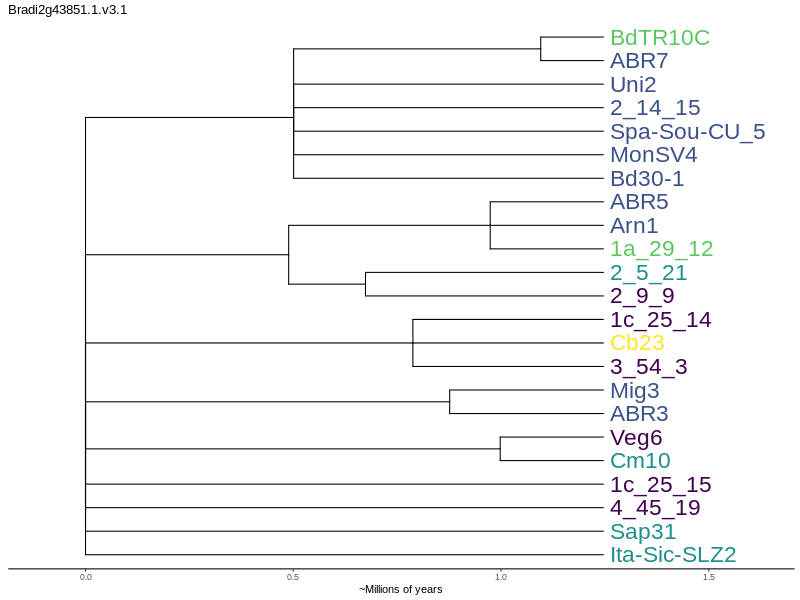 Bradi2g43851.1.v3.1
BdTR10C
ABR7
Uni2
2_14_15
Spa-Sou-CU_5
MonSV4
Bd30-1
ABR5
Arn1
1a_29_12
2_5_21
2_9_9
1c_25_14
Cb23
3_54_3
Mig3
ABR3
Veg6
Cm10
1c_25_15
4_45_19
Sap31
Ita-Sic-SLZ2
0.0 0.5 1.0 1.5
~Millions of years